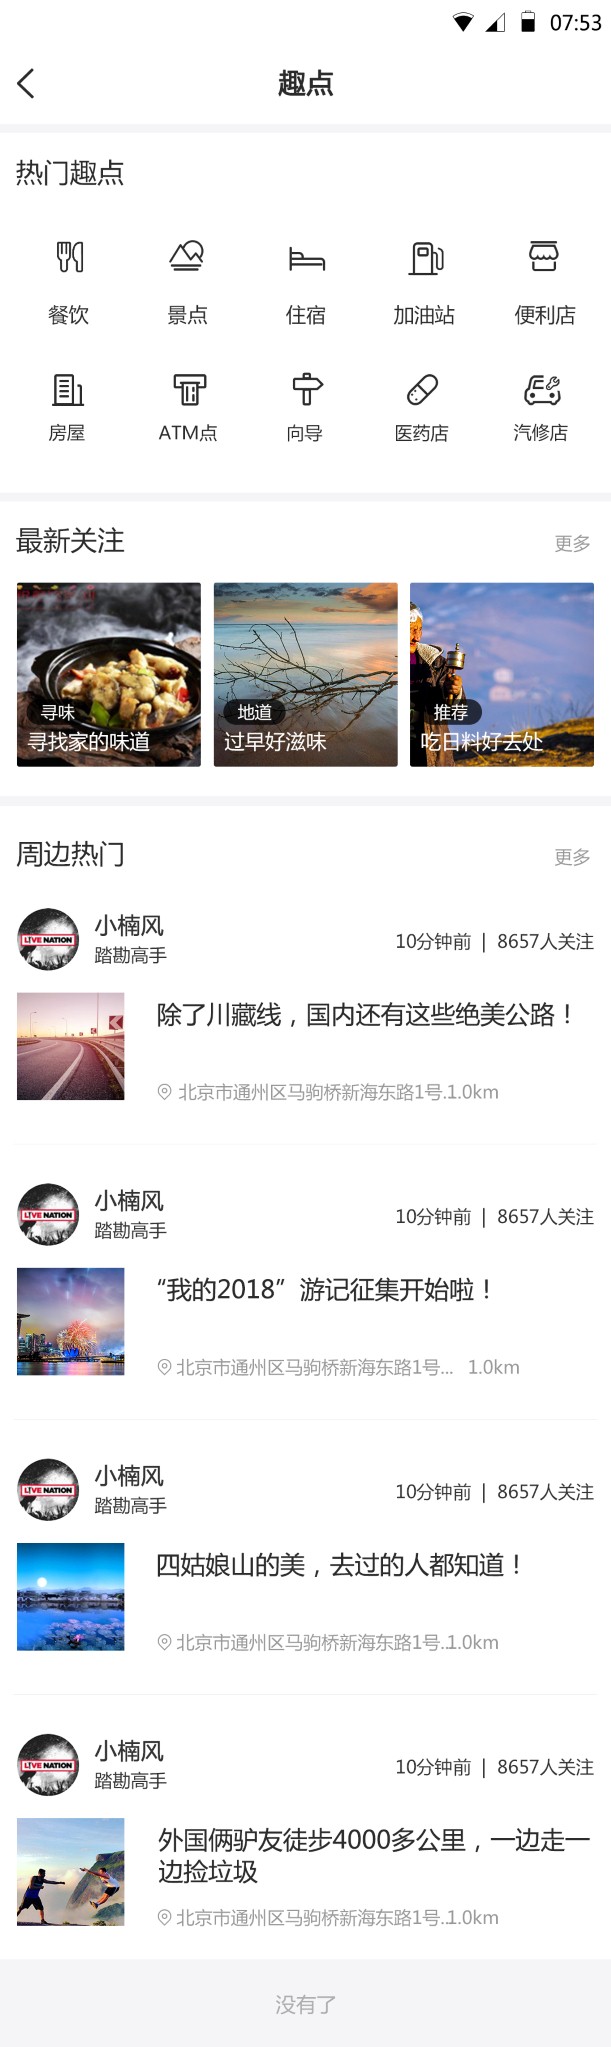 07:53
趣点
热门趣点
餐饮 景点 住宿 加油站 便利店
房屋 ATM点 向导 医药店 汽修店
最新关注 更多
寻味 地道 推荐
寻找家的味道 过早好滋味 吃日料好去处
周边热门 更多
小楠风
LIVE NATION
踏勘高手
10分钟前 | 8657人关注
除了川藏线，国内还有这些绝美公路！
北京市通州区马驹桥新海东路1号..1.0km
小楠风
LIVE NATION
踏勘高手
10分钟前 | 8657人关注
“我的2018”游记征集开始啦！
北京市通州区马驹桥新海东路1号... 1.0km
小楠风
LIVE NATION
踏勘高手
10分钟前 | 8657人关注
四姑娘山的美，去过的人都知道！
北京市通州区马驹桥新海东路1号..1.0km
小楠风
LIVE NATION
踏勘高手
10分钟前 | 8657人关注
外国俩驴友徒步4000多公里，一边走一
边捡垃圾
北京市通州区马驹桥新海东路1号..1.0km
没有了